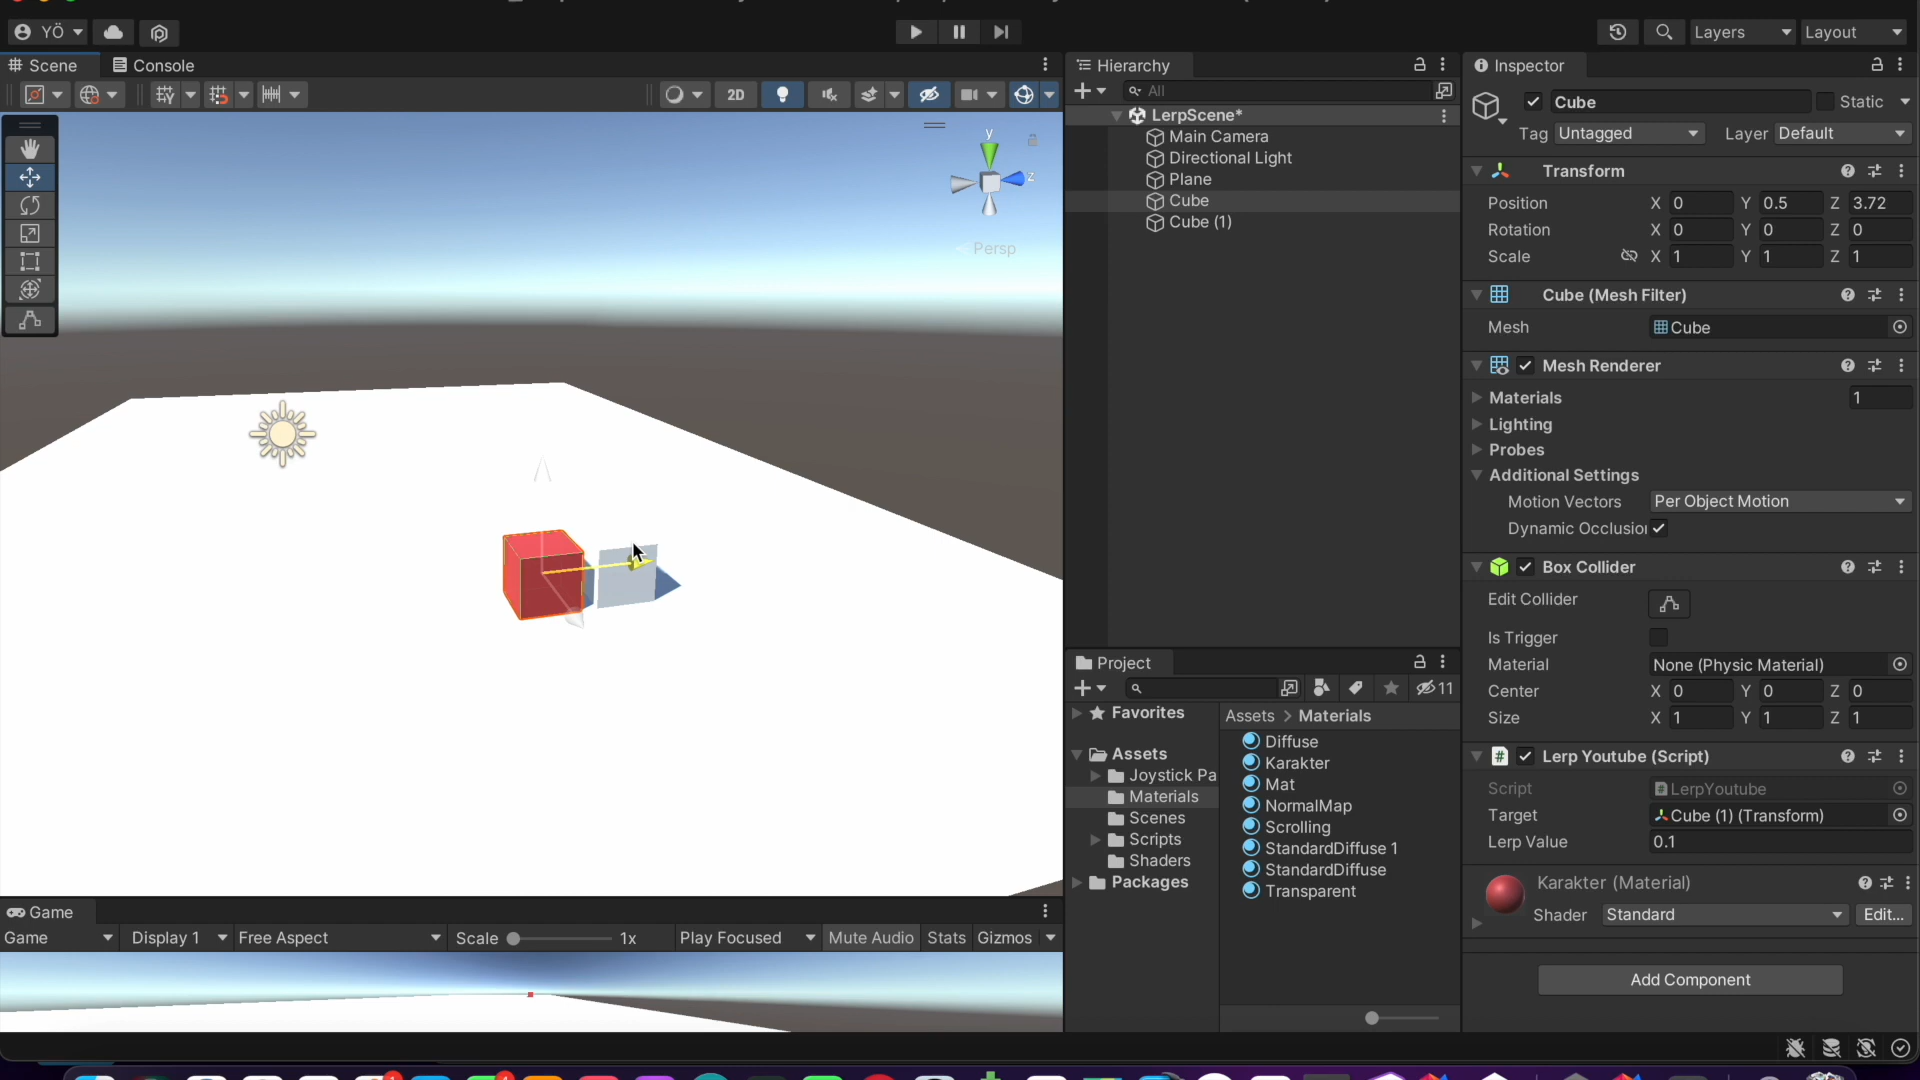 YÖ
Layers
Layout
Scene
Console
2D
y
z
Persp
Hierarchy
All
LerpScene*
Main Camera
Directional Light
Plane
Cube
Cube (1)
Inspector
Cube
Static
Tag Untagged
Layer Default
Transform
Position X 0 Y 0.5 Z 3.72
Rotation X 0 Y 0 Z 0
Scale X 1 Y 1 Z 1
Cube (Mesh Filter)
Mesh Cube
Mesh Renderer
Materials 1
Lighting
Probes
Additional Settings
Motion Vectors Per Object Motion
Dynamic Occlusion
Box Collider
Edit Collider
Is Trigger
Material None (Physic Material)
Center X 0 Y 0 Z 0
Size X 1 Y 1 Z 1
Lerp Youtube (Script)
Script LerpYoutube
Target Cube (1) (Transform)
Lerp Value 0.1
Karakter (Material)
Shader Standard Edit...
Add Component
Project
11
Favorites
Assets
Joystick Pa
Materials
Scenes
Scripts
Shaders
Packages
Assets > Materials
Diffuse
Karakter
Mat
NormalMap
Scrolling
StandardDiffuse 1
StandardDiffuse
Transparent
Game
Game Display 1 Free Aspect Scale 1x Play Focused Mute Audio Stats Gizmos